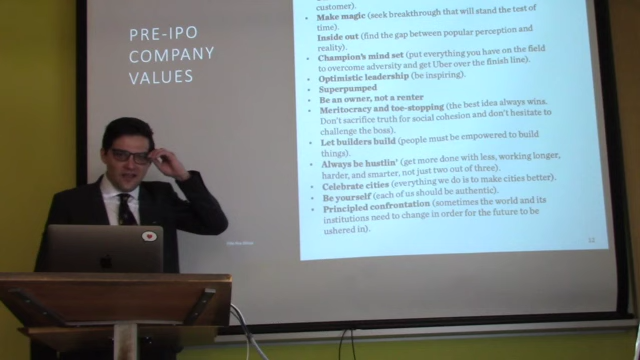 PRE-IPO
COMPANY
VALUES
customer).
• Make magic (seek breakthrough that will stand the test of
time).
Inside out (find the gap between popular perception and
reality).
• Champion's mind set (put everything you have on the field
to overcome adversity and get Uber over the finish line).
• Optimistic leadership (be inspiring).
• Superpumped
• Be an owner, not a renter
• Meritocracy and toe-stopping (the best idea always wins.
Don't sacrifice truth for social cohesion and don't hesitate to
challenge the boss).
• Let builders build (people must be empowered to build
things).
• Always be hustlin' (get more done with less, working longer,
harder, and smarter, not just two out of three).
• Celebrate cities (everything we do is to make cities better).
• Be yourself (each of us should be authentic).
• Principled confrontation (sometimes the world and its
institutions need to change in order for the future to be
ushered in).
12